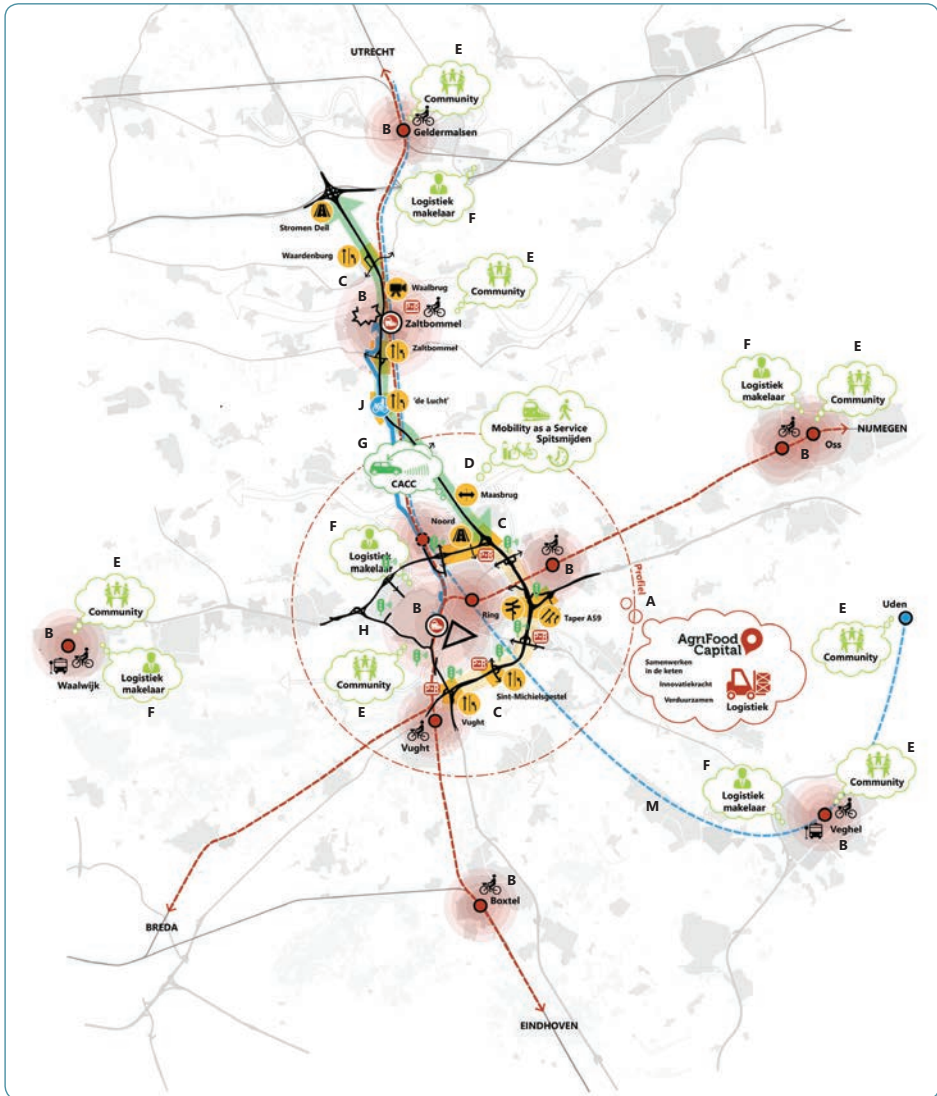 UTRECHT
E
Community
B
Geldermalsen
Logistiek
makelaar
F
Stromen Deil
Waardenburg
C
E
Community
B
Waalbrug
Zaltbommel
Zaltbommel
J
'de Lucht'
F
Logistiek
makelaar
E
Community
NIJMEGEN
Oss
B
Mobility as a Service
Spitsmijden
G
D
CACC
Maasbrug
Noord
C
F
Logistiek
makelaar
B
E
Community
B
Waalwijk
Logistiek
makelaar
F
B
H
Ring
Taper A59
Profiel
A
AgriFood
Capital
Samenwerken
in de keten
Innovatiekracht
Verduurzamen
Logistiek
E
Community
Uden
Community
E
Sint-Michielsgestel
C
Vught
Vught
M
F
Logistiek
makelaar
E
Community
Veghel
B
B
Boxtel
BREDA
EINDHOVEN